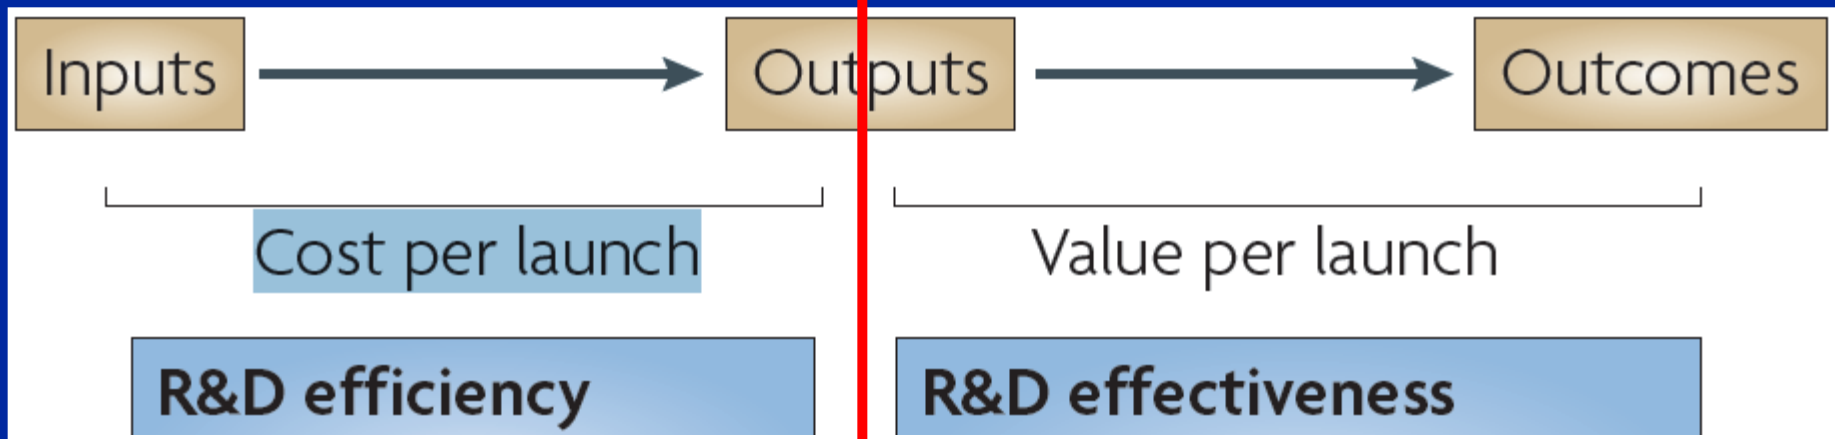 Inputs
Outputs
Outcomes
Cost per launch
Value per launch
R&D efficiency
R&D effectiveness